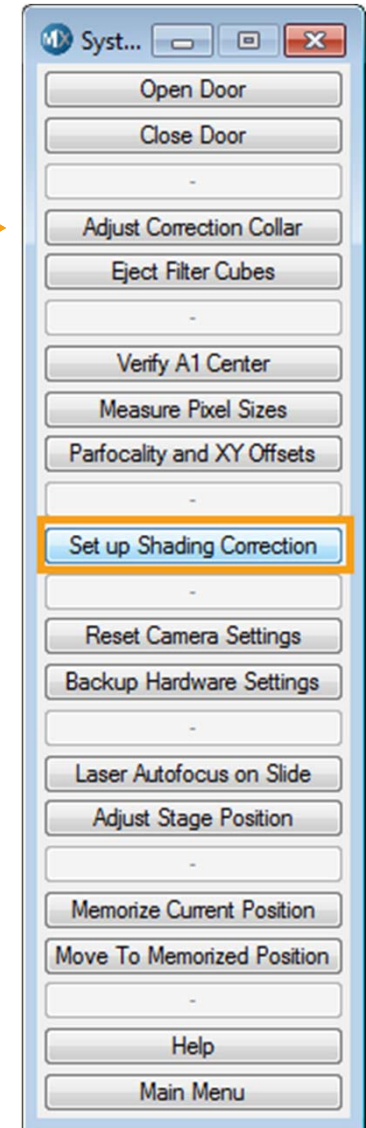 MX Syst...
Open Door
Close Door
-
Adjust Correction Collar
Eject Filter Cubes
-
Verify A1 Center
Measure Pixel Sizes
Parfocality and XY Offsets
-
Set up Shading Correction
-
Reset Camera Settings
Backup Hardware Settings
-
Laser Autofocus on Slide
Adjust Stage Position
-
Memorize Current Position
Move To Memorized Position
-
Help
Main Menu